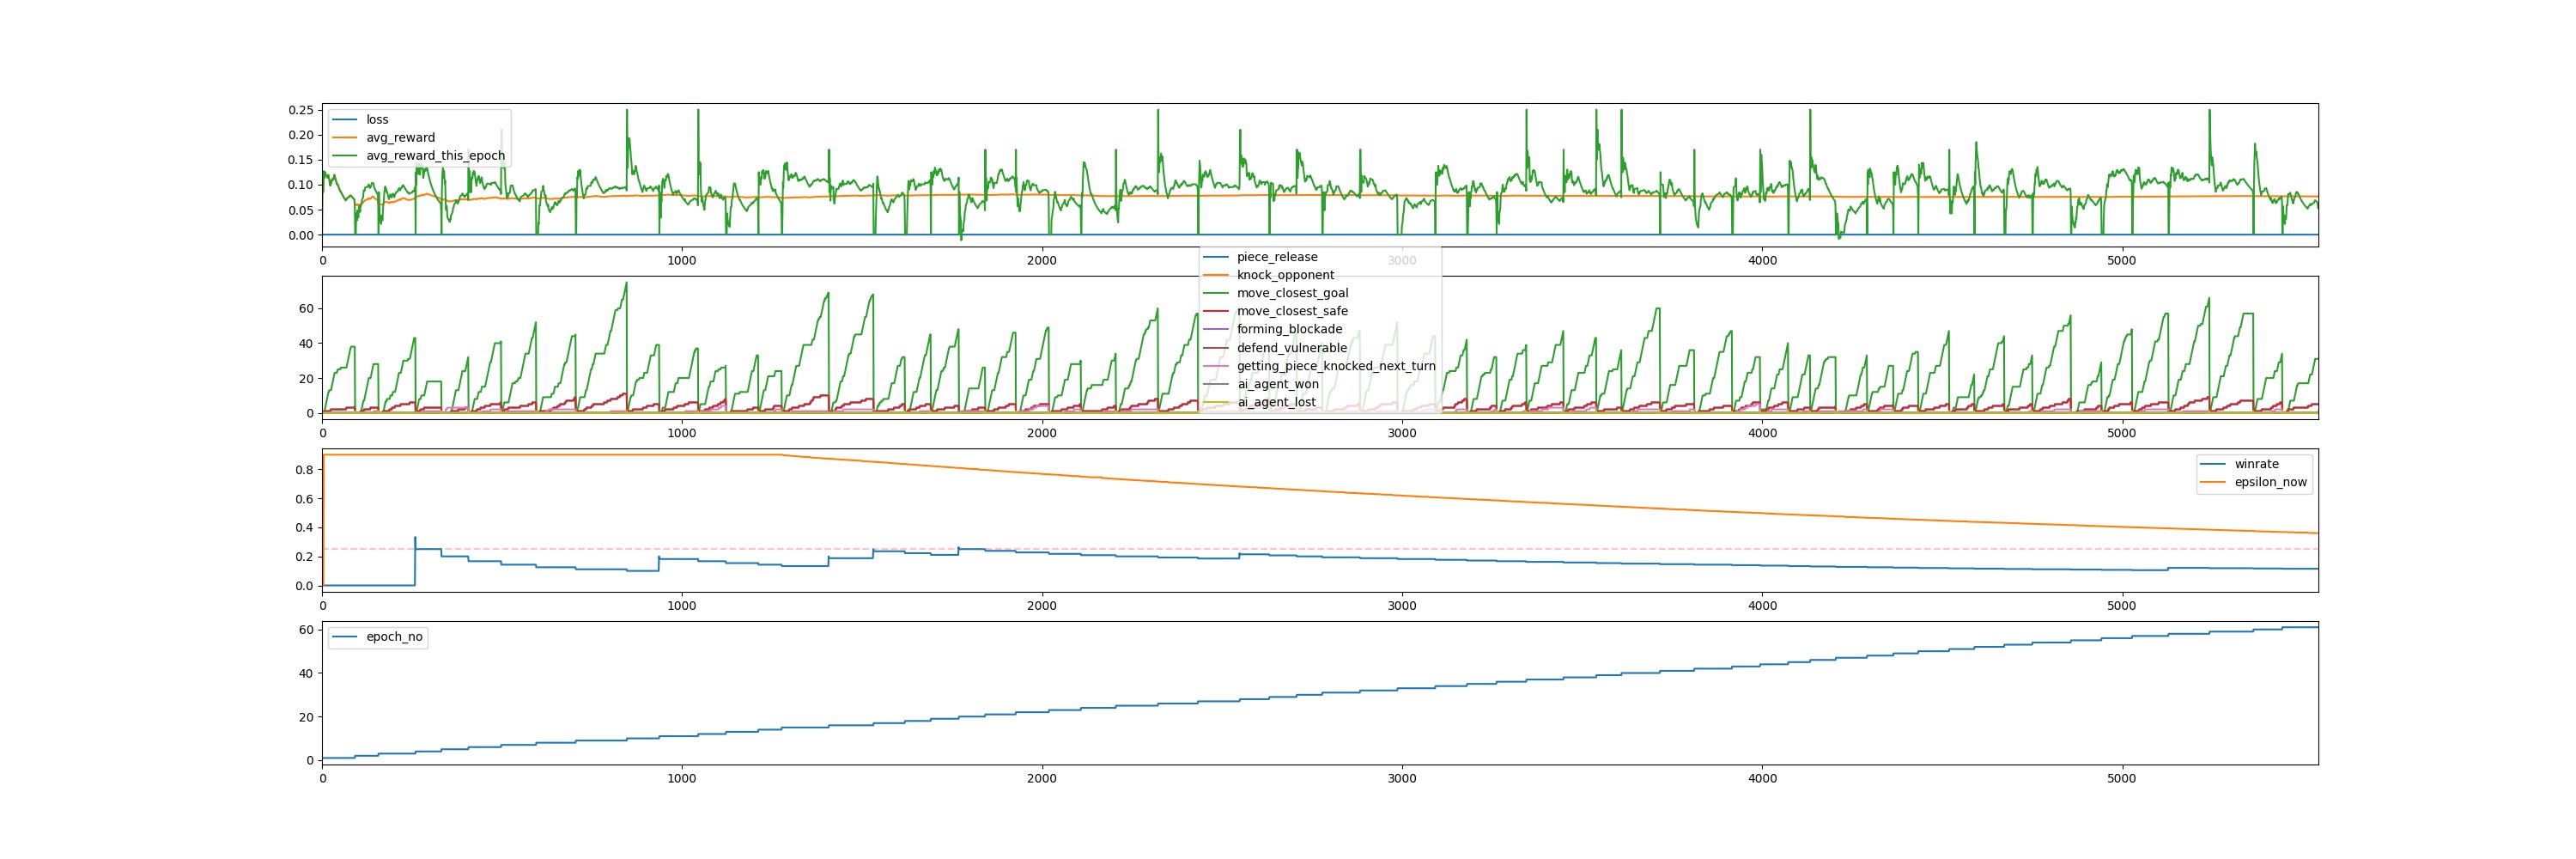 0.25
0.20
0.15
0.10
0.05
0.00
loss
avg_reward
avg_reward_this_epoch
0 1000 2000 3000 4000 5000
60
40
20
0
piece_release
knock_opponent
move_closest_goal
move_closest_safe
forming_blockade
defend_vulnerable
getting_piece_knocked_next_turn
ai_agent_won
ai_agent_lost
0 1000 2000 3000 4000 5000
0.8
0.6
0.4
0.2
0.0
winrate
epsilon_now
0 1000 2000 3000 4000 5000
60
40
20
0
epoch_no
0 1000 2000 3000 4000 5000